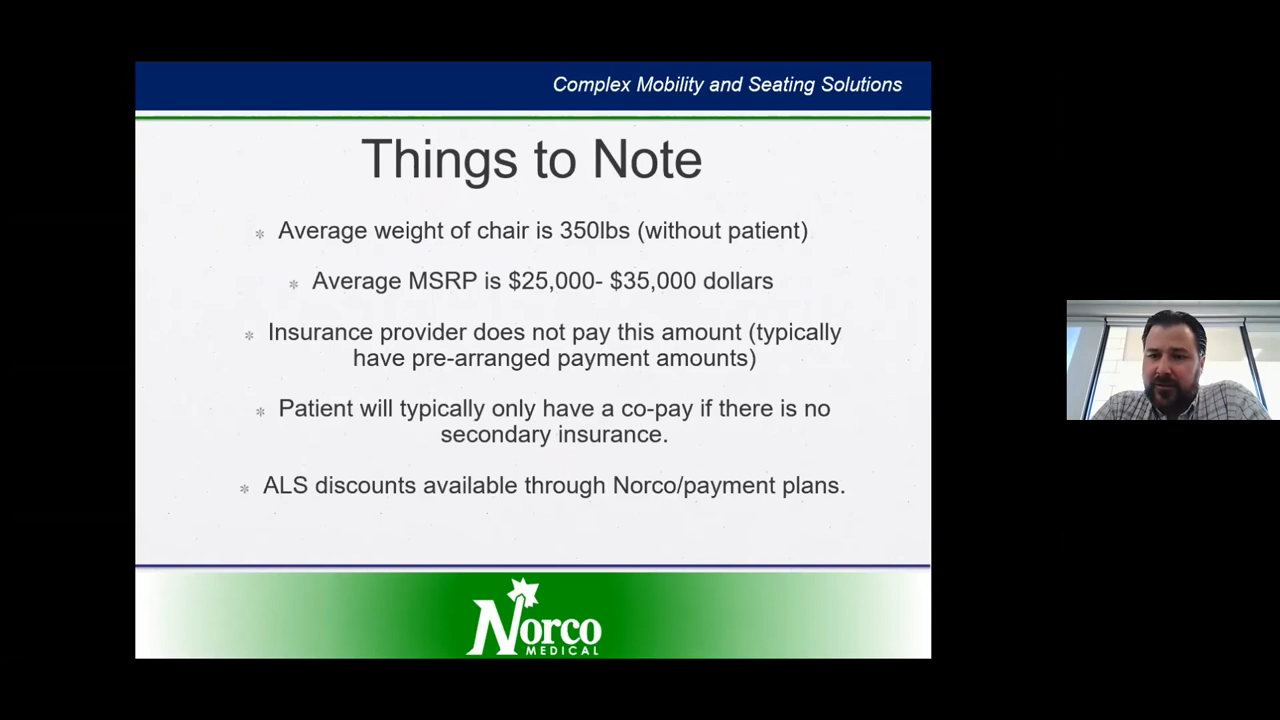 Complex Mobility and Seating Solutions
Things to Note
Average weight of chair is 350lbs (without patient)
Average MSRP is $25,000- $35,000 dollars
Insurance provider does not pay this amount (typically
have pre-arranged payment amounts)
Patient will typically only have a co-pay if there is no
secondary insurance.
ALS discounts available through Norco/payment plans.
Norco
MEDICAL